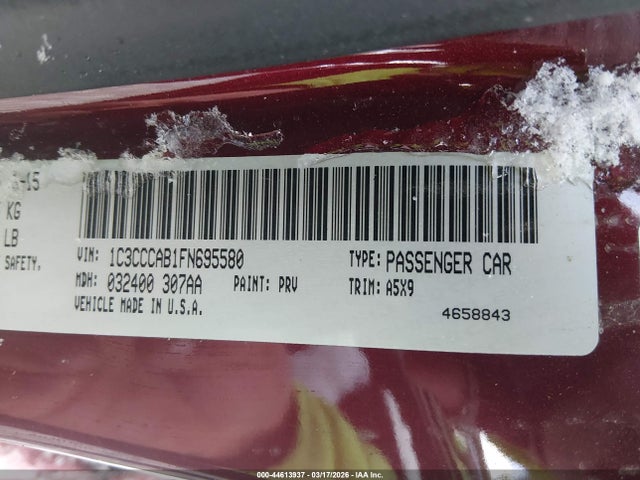 -15
KG
LB
SAFETY.
VIN: 1C3CCCAB1FN695580 TYPE: PASSENGER CAR
MDH: 032400 307AA PAINT: PRV TRIM: A5X9
VEHICLE MADE IN U.S.A. 4658843
000-44613937 - 03/17/2026 - IAA Inc.